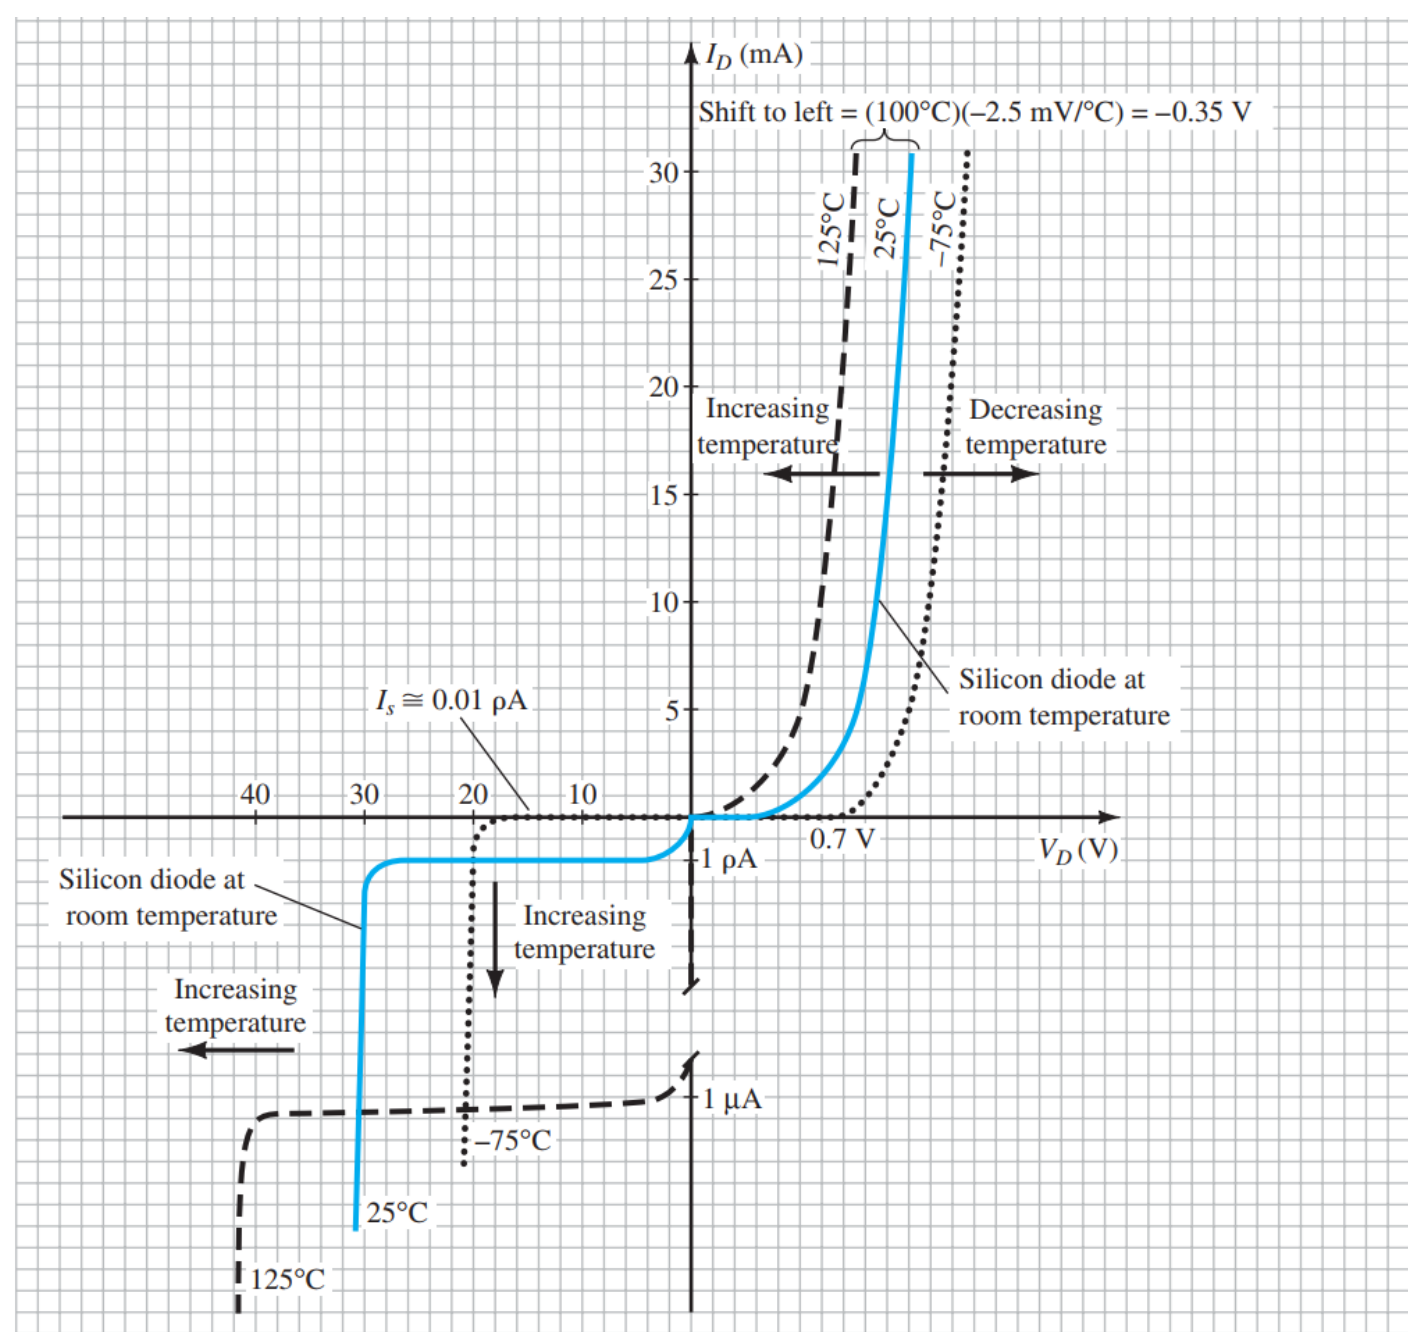 I_D (mA)
Shift to left = (100°C)(–2.5 mV/°C) = –0.35 V
30
125°C
25°C
–75°C
25
20
Increasing
temperature
Decreasing
temperature
15
10
Silicon diode at
room temperature
I_s ≅ 0.01 ρA
5
40
30
20
10
0.7 V
V_D (V)
1 ρA
Silicon diode at
room temperature
Increasing
temperature
Increasing
temperature
1 μA
–75°C
25°C
125°C